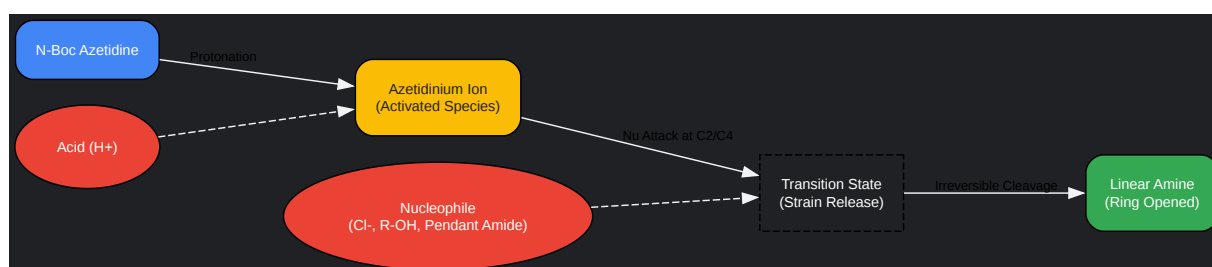 N-Boc Azetidine
Protonation
Acid (H+)
Azetidinium Ion
(Activated Species)
Nu Attack at C2/C4
Nucleophile
(Cl-, R-OH, Pendant Amide)
Transition State
(Strain Release)
Irreversible Cleavage
Linear Amine
(Ring Opened)